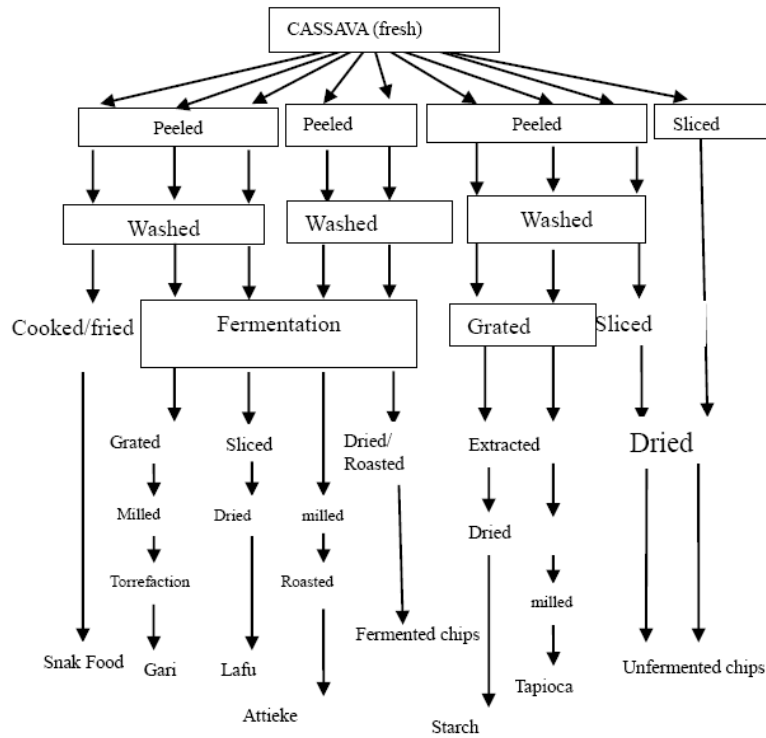 CASSAVA (fresh)
Peeled
Peeled
Peeled
Sliced
Washed
Washed
Washed
Cooked/fried
Fermentation
Grated
Sliced
Grated
Sliced
Dried/
Roasted
Extracted
Dried
Milled
Dried
milled
Dried
Torrefaction
Roasted
milled
Snak Food
Gari
Lafu
Fermented chips
Tapioca
Unfermented chips
Attieke
Starch